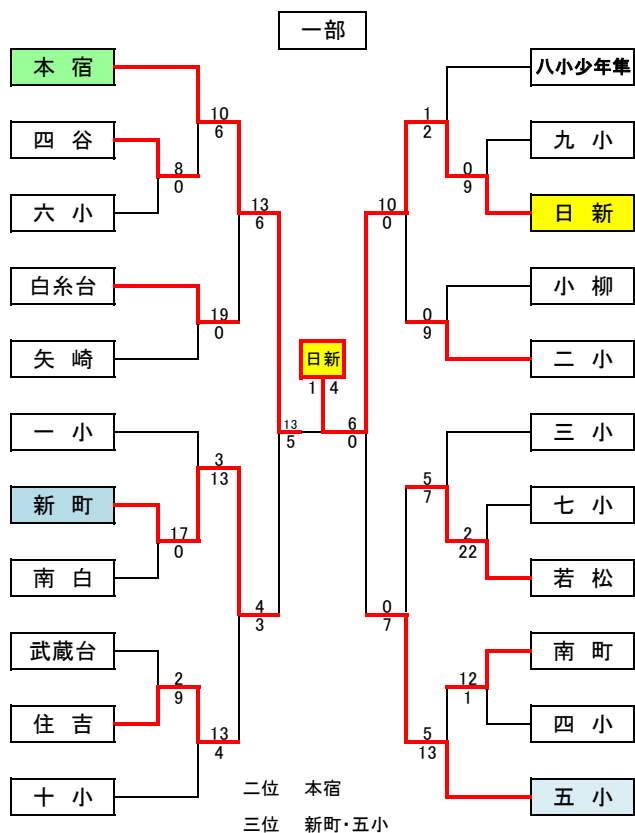 一部
本宿
八小少年隼
10
6
1
2
四谷
九小
8
0
0
9
六小
日新
13
6
10
0
白糸台
小柳
19
0
0
9
矢崎
二小
日新
1 4
一小
三小
13
5
6
0
3
13
5
7
新町
七小
17
0
2
22
南白
若松
4
3
0
7
武蔵台
南町
2
9
12
1
住吉
四小
13
4
5
13
十小
五小
二位 本宿
三位 新町・五小